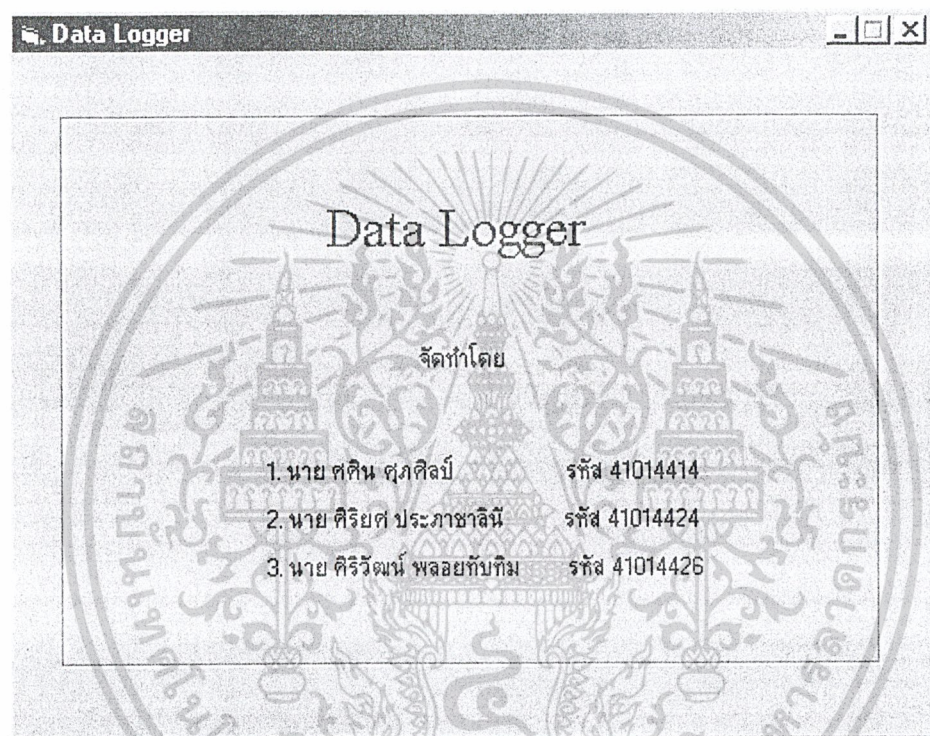 Data Logger
Data Logger
จัดทำโดย
1. นาย ศศิน ศุภศิลป์ รหัส 41014414
2. นาย ศิริยศ ประภาชาลินี รหัส 41014424
3. นาย ศิริวัฒน์ พลอยทับทิม รหัส 41014426